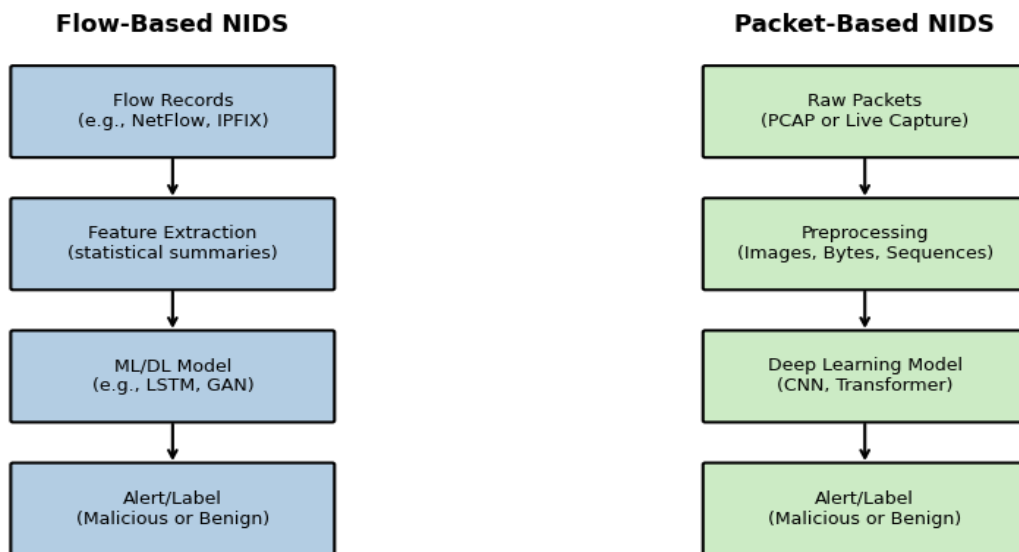 Flow-Based NIDS
Flow Records
(e.g., NetFlow, IPFIX)
Feature Extraction
(statistical summaries)
ML/DL Model
(e.g., LSTM, GAN)
Alert/Label
(Malicious or Benign)
Packet-Based NIDS
Raw Packets
(PCAP or Live Capture)
Preprocessing
(Images, Bytes, Sequences)
Deep Learning Model
(CNN, Transformer)
Alert/Label
(Malicious or Benign)